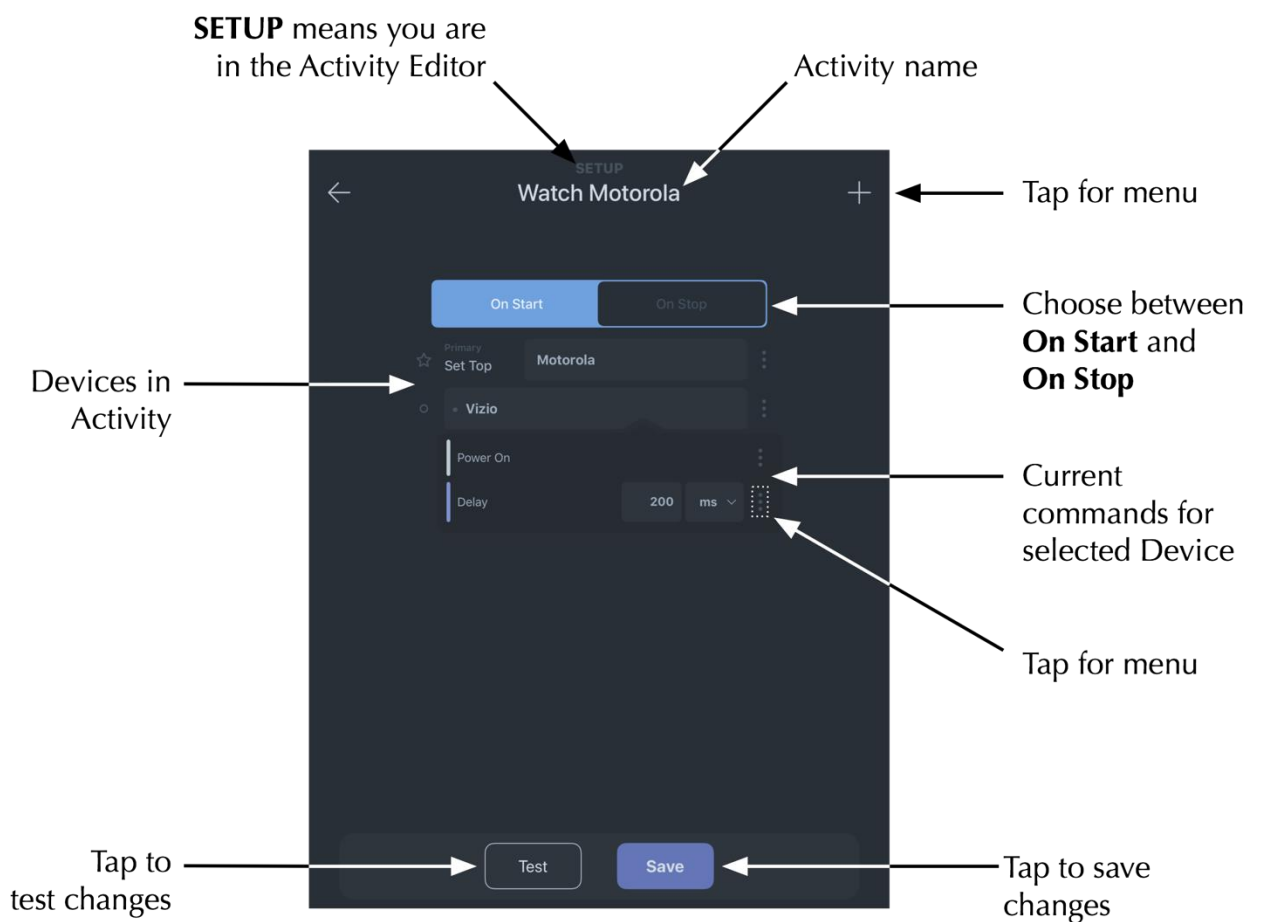 SETUP means you are
in the Activity Editor
Activity name
SETUP
Watch Motorola
Tap for menu
On Start
On Stop
Choose between
On Start and
On Stop
Primary
Set Top
Motorola
Devices in
Activity
Vizio
Power On
Current
commands for
selected Device
Delay
200
ms
Tap for menu
Tap to
test changes
Test
Save
Tap to save
changes